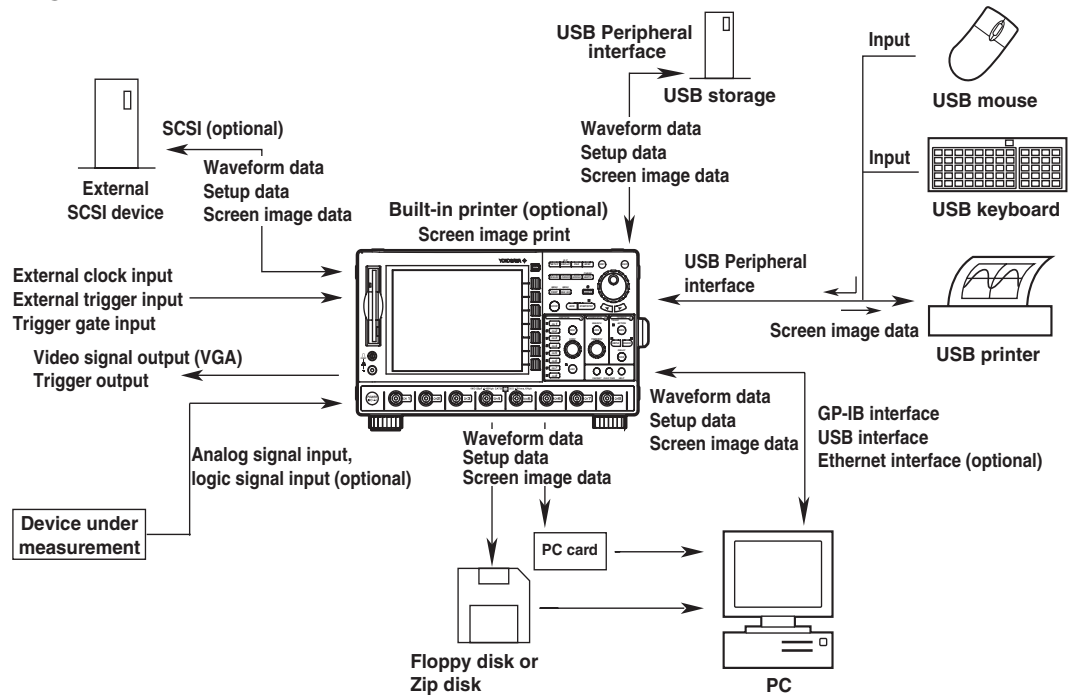 USB Peripheral
interface
USB storage
Input
USB mouse
SCSI (optional)
Waveform data
Setup data
Screen image data
External
SCSI device
Waveform data
Setup data
Screen image data
Input
USB keyboard
Built-in printer (optional)
Screen image print
YOKOGAWA
External clock input
External trigger input
Trigger gate input
USB Peripheral
interface
Screen image data
USB printer
Video signal output (VGA)
Trigger output
Waveform data
Setup data
Screen image data
GP-IB interface
USB interface
Ethernet interface (optional)
Analog signal input,
logic signal input (optional)
Waveform data
Setup data
Screen image data
Device under
measurement
PC card
Floppy disk or
Zip disk
PC